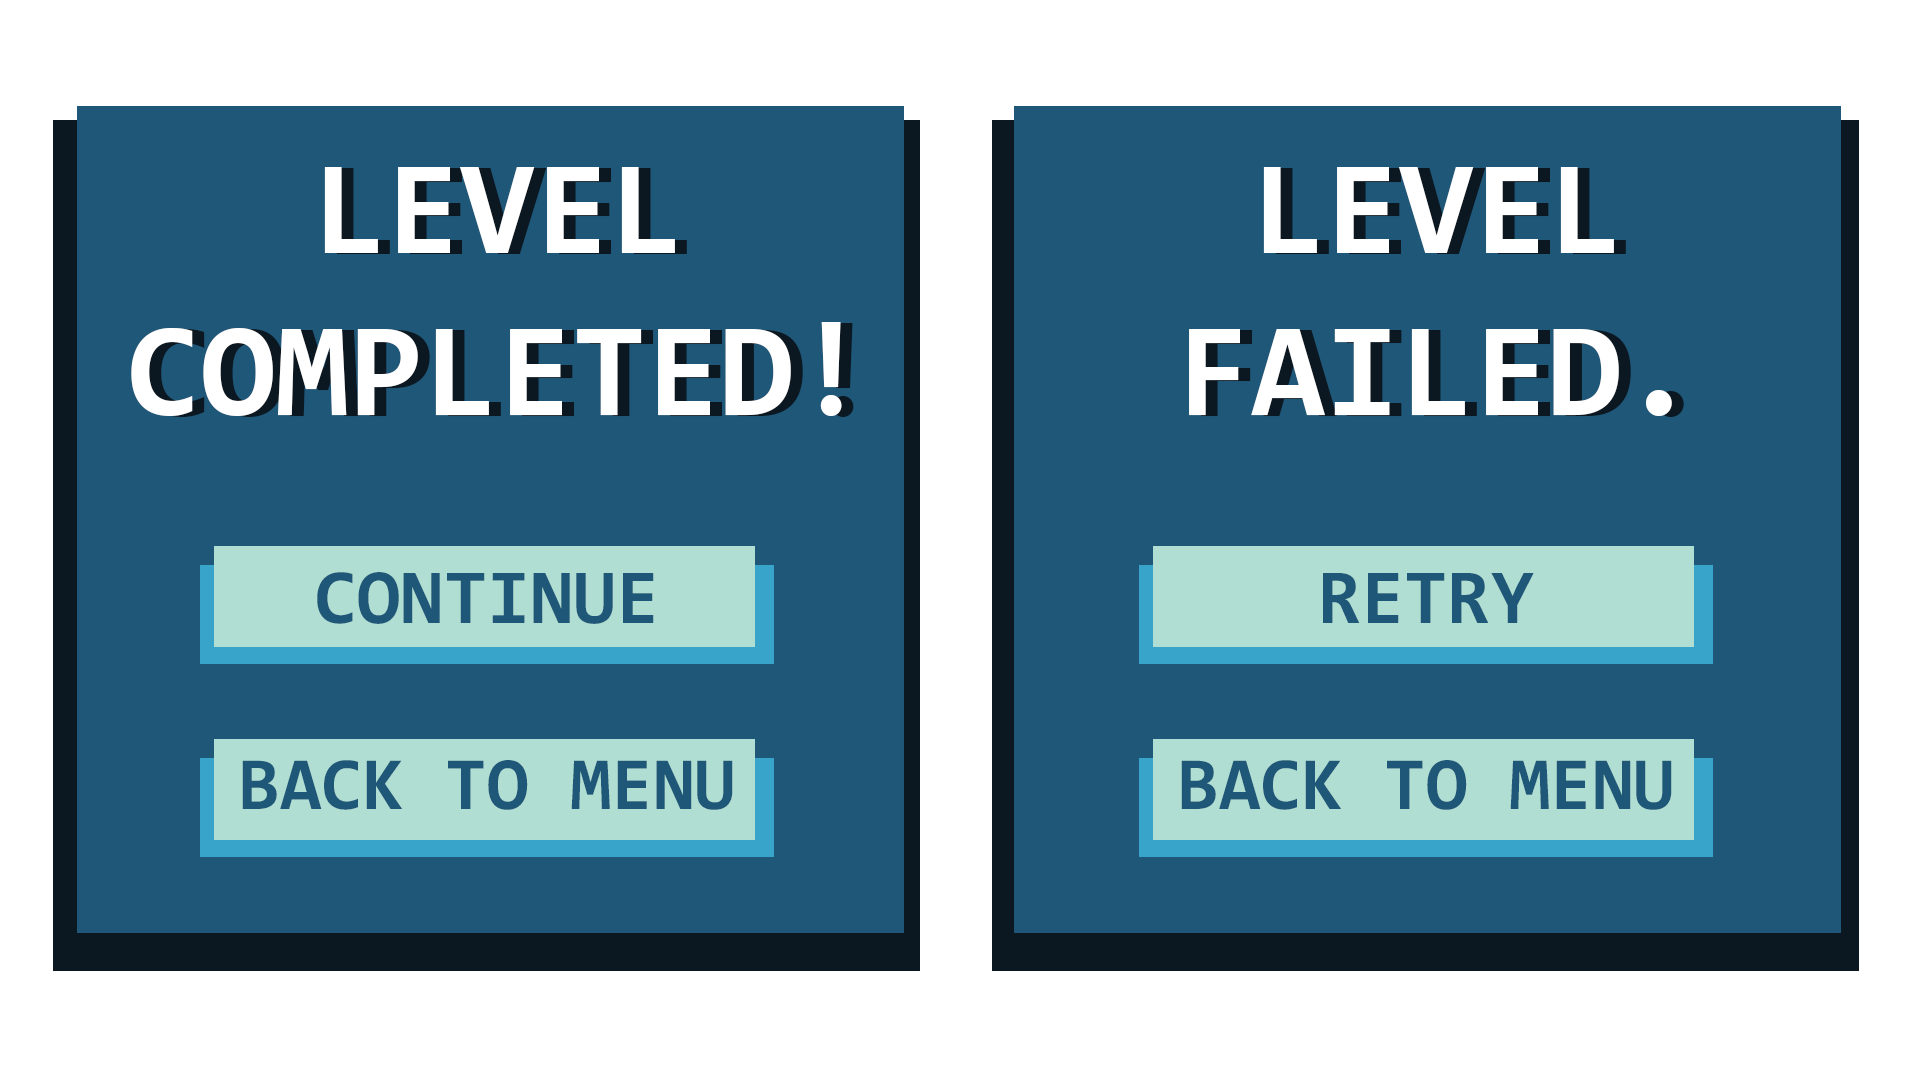 LEVEL
COMPLETED!
CONTINUE
BACK TO MENU
LEVEL
FAILED.
RETRY
BACK TO MENU